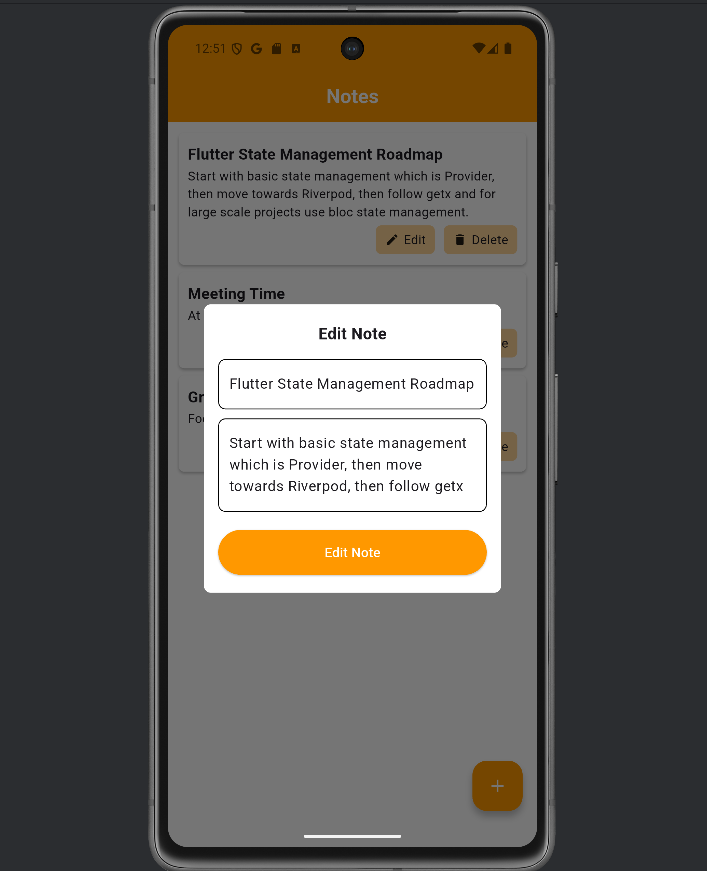 12:51
Notes
Flutter State Management Roadmap
Start with basic state management which is Provider,
then move towards Riverpod, then follow getx and for
large scale projects use bloc state management.
Edit
Delete
Meeting Time
At
Edit Note
Flutter State Management Roadmap
Start with basic state management
which is Provider, then move
towards Riverpod, then follow getx
Edit Note